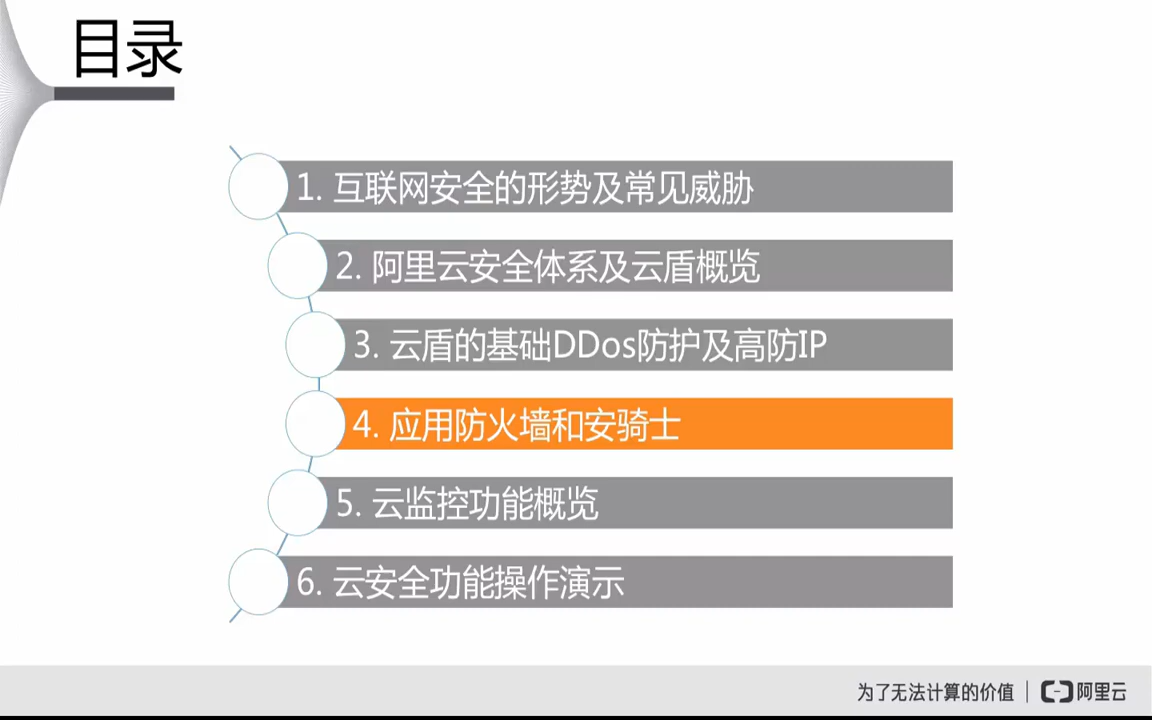 目录
1. 互联网安全的形势及常见威胁
2. 阿里云安全体系及云盾概览
3. 云盾的基础DDos防护及高防IP
4. 应用防火墙和安骑士
5. 云监控功能概览
6. 云安全功能操作演示
为了无法计算的价值 | 阿里云